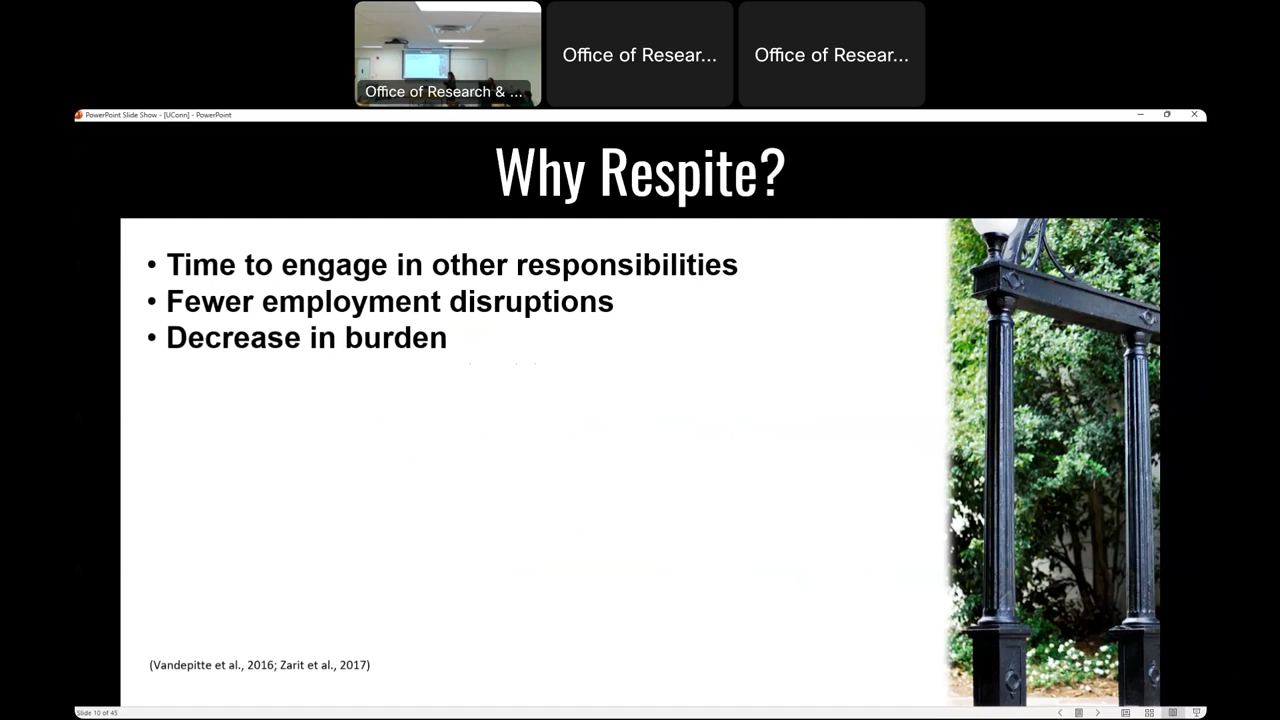 Office of Research & ...
Office of Resear...
Office of Resear...
PowerPoint Slide Show - [UConn] - PowerPoint
Why Respite?
• Time to engage in other responsibilities
• Fewer employment disruptions
• Decrease in burden
(Vandepitte et al., 2016; Zarit et al., 2017)
Slide 10 of 45